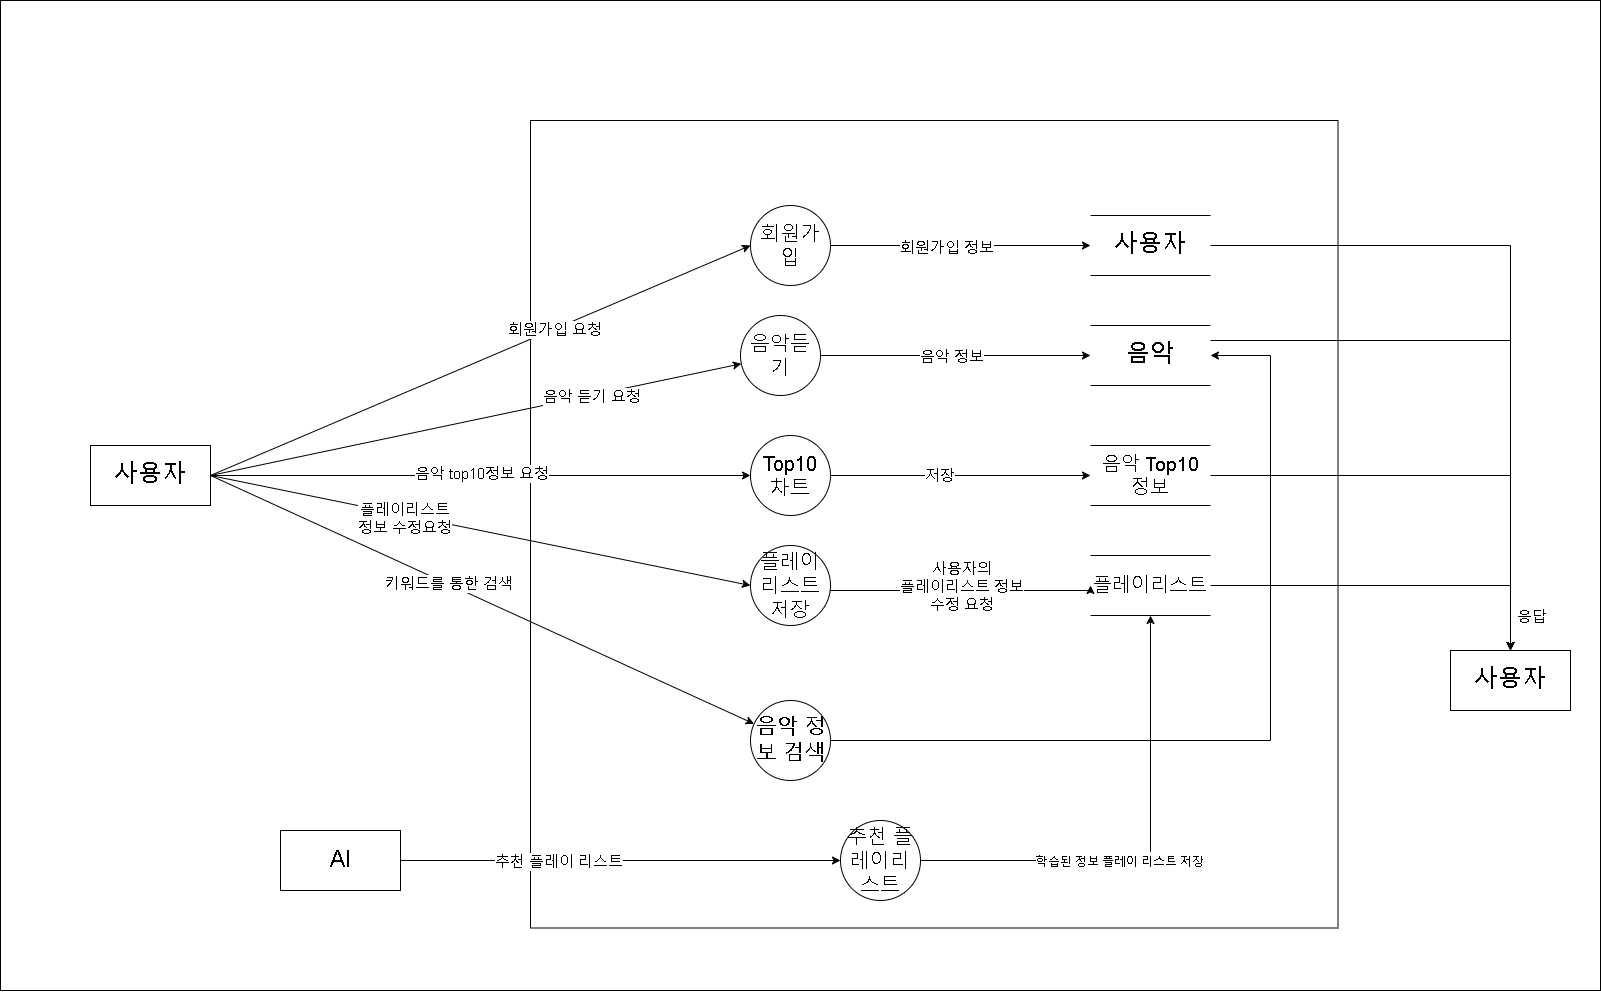 회원가
입
회원가입 정보
사용자
회원가입 요청
음악듣
기
음악 정보
음악
음악 듣기 요청
사용자
음악 top10정보 요청
Top10
차트
저장
음악 Top10
정보
플레이리스트
정보 수정요청
플레이
리스트
저장
사용자의
플레이리스트 정보
수정 요청
플레이리스트
키워드를 통한 검색
응답
사용자
음악 정
보 검색
AI
추천 플레이 리스트
추천 플
레이리
스트
학습된 정보 플레이 리스트 저장